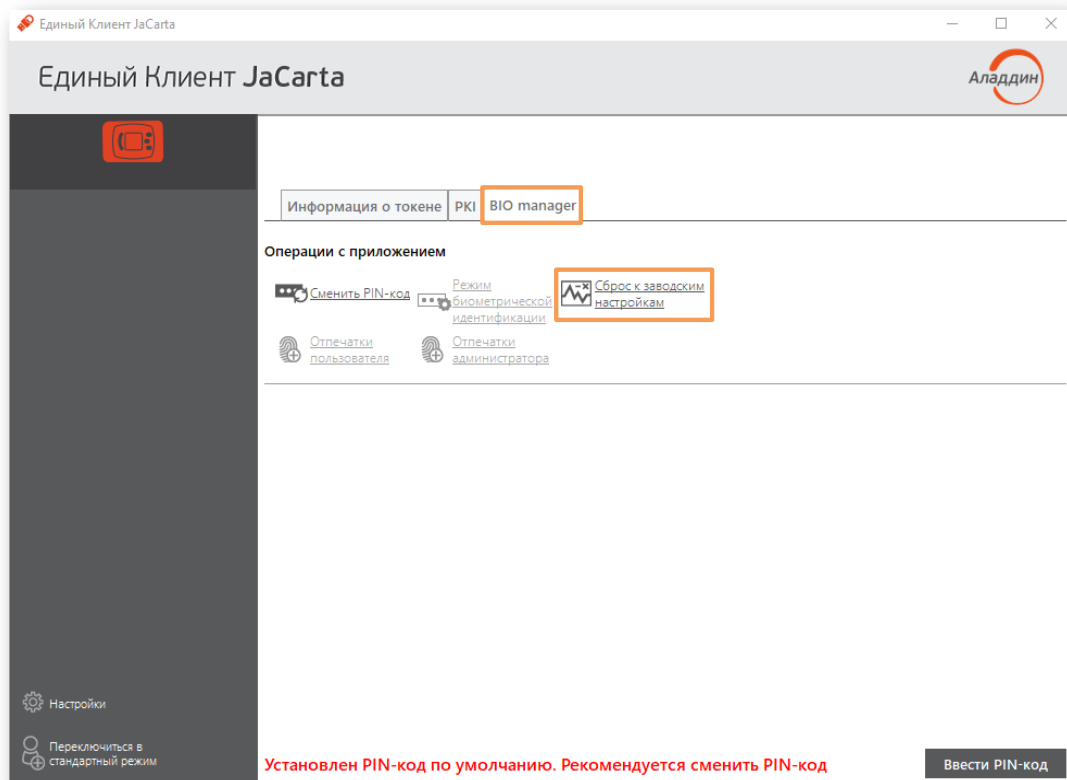 Единый Клиент JaCarta
Единый Клиент JaCarta
Аладдин
Информация о токене PKI BIO manager
Операции с приложением
Сменить PIN-код
Режим
биометрической
идентификации
Сброс к заводским
настройкам
Отпечатки
пользователя
Отпечатки
администратора
Настройки
Переключиться в
стандартный режим
Установлен PIN-код по умолчанию. Рекомендуется сменить PIN-код
Ввести PIN-код